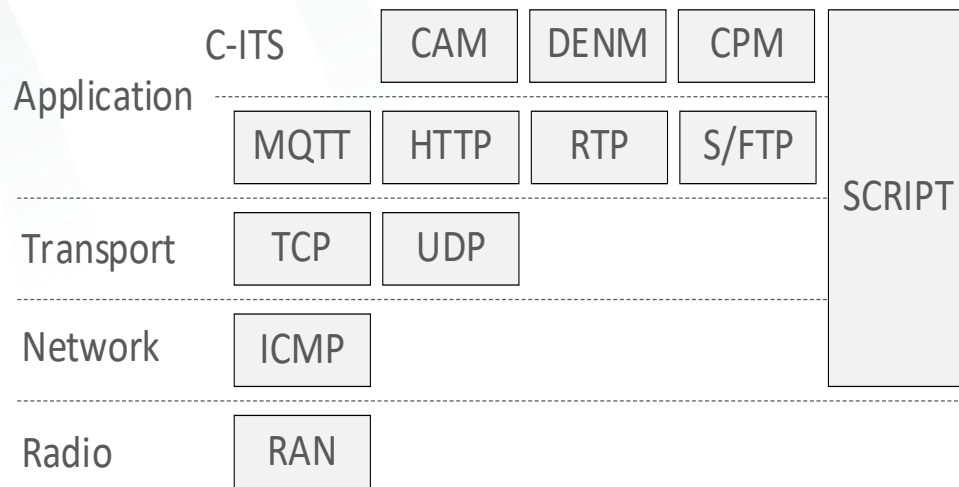 C-ITS CAM DENM CPM
Application
MQTT HTTP RTP S/FTP
SCRIPT
Transport TCP UDP
Network ICMP
Radio RAN